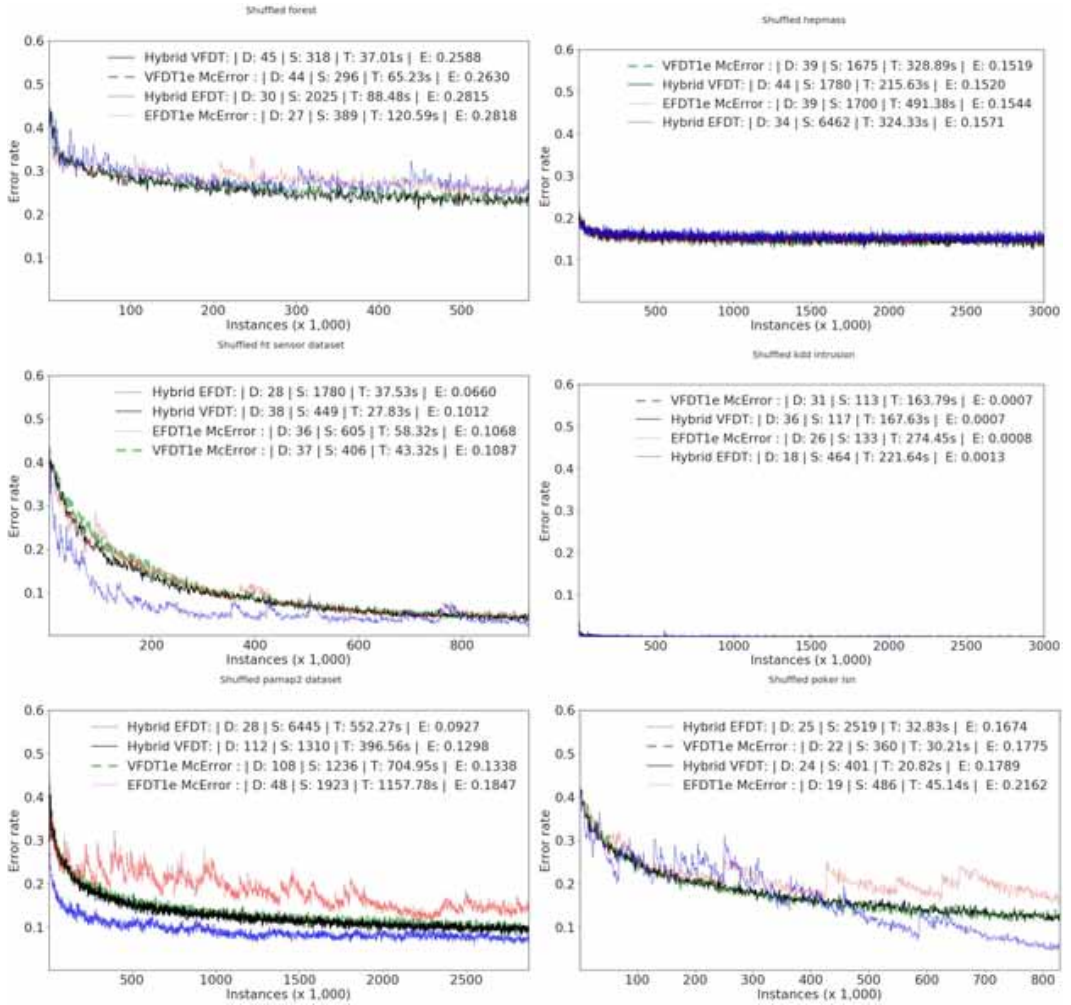 Shuffled forest
0.6
0.5
0.4
0.3
0.2
0.1
Error rate
Hybrid VFDT: | D: 45 | S: 318 | T: 37.01s | E: 0.2588
VFDT1e McError : | D: 44 | S: 296 | T: 65.23s | E: 0.2630
Hybrid EFDT: | D: 30 | S: 2025 | T: 88.48s | E: 0.2815
EFDT1e McError : | D: 27 | S: 389 | T: 120.59s | E: 0.2818
100 200 300 400 500
Instances (x 1,000)
Shuffled hepmass
0.6
0.5
0.4
0.3
0.2
0.1
Error rate
VFDT1e McError : | D: 39 | S: 1675 | T: 328.89s | E: 0.1519
Hybrid VFDT: | D: 44 | S: 1780 | T: 215.63s | E: 0.1520
EFDT1e McError : | D: 39 | S: 1700 | T: 491.38s | E: 0.1544
Hybrid EFDT: | D: 34 | S: 6462 | T: 324.33s | E: 0.1571
500 1000 1500 2000 2500 3000
Instances (x 1,000)
Shuffled fit sensor dataset
0.6
0.5
0.4
0.3
0.2
0.1
Error rate
Hybrid EFDT: | D: 28 | S: 1780 | T: 37.53s | E: 0.0660
Hybrid VFDT: | D: 38 | S: 449 | T: 27.83s | E: 0.1012
EFDT1e McError : | D: 36 | S: 605 | T: 58.32s | E: 0.1068
VFDT1e McError : | D: 37 | S: 406 | T: 43.32s | E: 0.1087
200 400 600 800
Instances (x 1,000)
Shuffled kdd intrusion
0.6
0.5
0.4
0.3
0.2
0.1
Error rate
VFDT1e McError : | D: 31 | S: 113 | T: 163.79s | E: 0.0007
Hybrid VFDT: | D: 36 | S: 117 | T: 167.63s | E: 0.0007
EFDT1e McError : | D: 26 | S: 133 | T: 274.45s | E: 0.0008
Hybrid EFDT: | D: 18 | S: 464 | T: 221.64s | E: 0.0013
500 1000 1500 2000 2500 3000
Instances (x 1,000)
Shuffled pamap2 dataset
0.6
0.5
0.4
0.3
0.2
0.1
Error rate
Hybrid EFDT: | D: 28 | S: 6445 | T: 552.27s | E: 0.0927
Hybrid VFDT: | D: 112 | S: 1310 | T: 396.56s | E: 0.1298
VFDT1e McError : | D: 108 | S: 1236 | T: 704.95s | E: 0.1338
EFDT1e McError : | D: 48 | S: 1923 | T: 1157.78s | E: 0.1847
500 1000 1500 2000 2500
Instances (x 1,000)
Shuffled poker lsn
0.6
0.5
0.4
0.3
0.2
0.1
Error rate
Hybrid EFDT: | D: 25 | S: 2519 | T: 32.83s | E: 0.1674
VFDT1e McError : | D: 22 | S: 360 | T: 30.21s | E: 0.1775
Hybrid VFDT: | D: 24 | S: 401 | T: 20.82s | E: 0.1789
EFDT1e McError : | D: 19 | S: 486 | T: 45.14s | E: 0.2162
100 200 300 400 500 600 700 800
Instances (x 1,000)